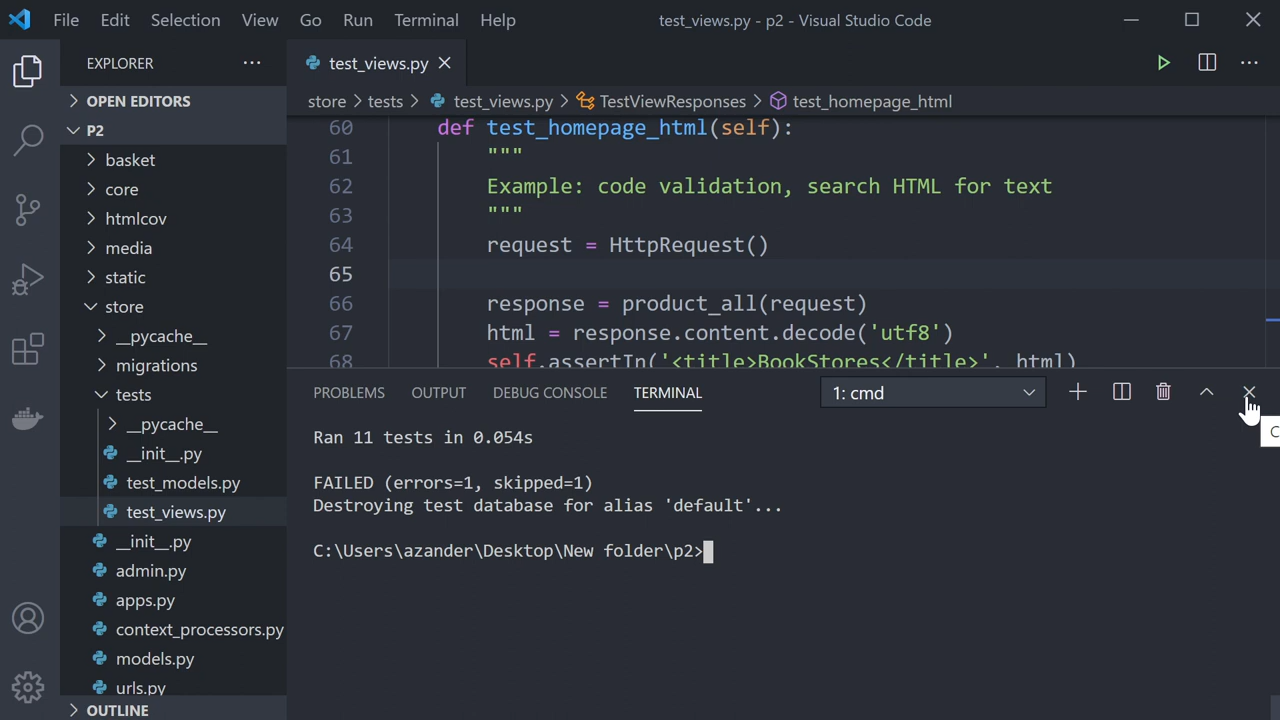 File Edit Selection View Go Run Terminal Help test_views.py - p2 - Visual Studio Code
EXPLORER
OPEN EDITORS
P2
basket
core
htmlcov
media
static
store
__pycache__
migrations
tests
__pycache__
__init__.py
test_models.py
test_views.py
__init__.py
admin.py
apps.py
context_processors.py
models.py
urls.py
OUTLINE
test_views.py
store > tests > test_views.py > TestViewResponses > test_homepage_html
60 def test_homepage_html(self):
61 """
62 Example: code validation, search HTML for text
63 """
64 request = HttpRequest()
65
66 response = product_all(request)
67 html = response.content.decode('utf8')
68 self.assertIn('<title>BookStores</title>', html)
PROBLEMS OUTPUT DEBUG CONSOLE TERMINAL 1: cmd
Ran 11 tests in 0.054s
FAILED (errors=1, skipped=1)
Destroying test database for alias 'default'...
C:\Users\azander\Desktop\New folder\p2>